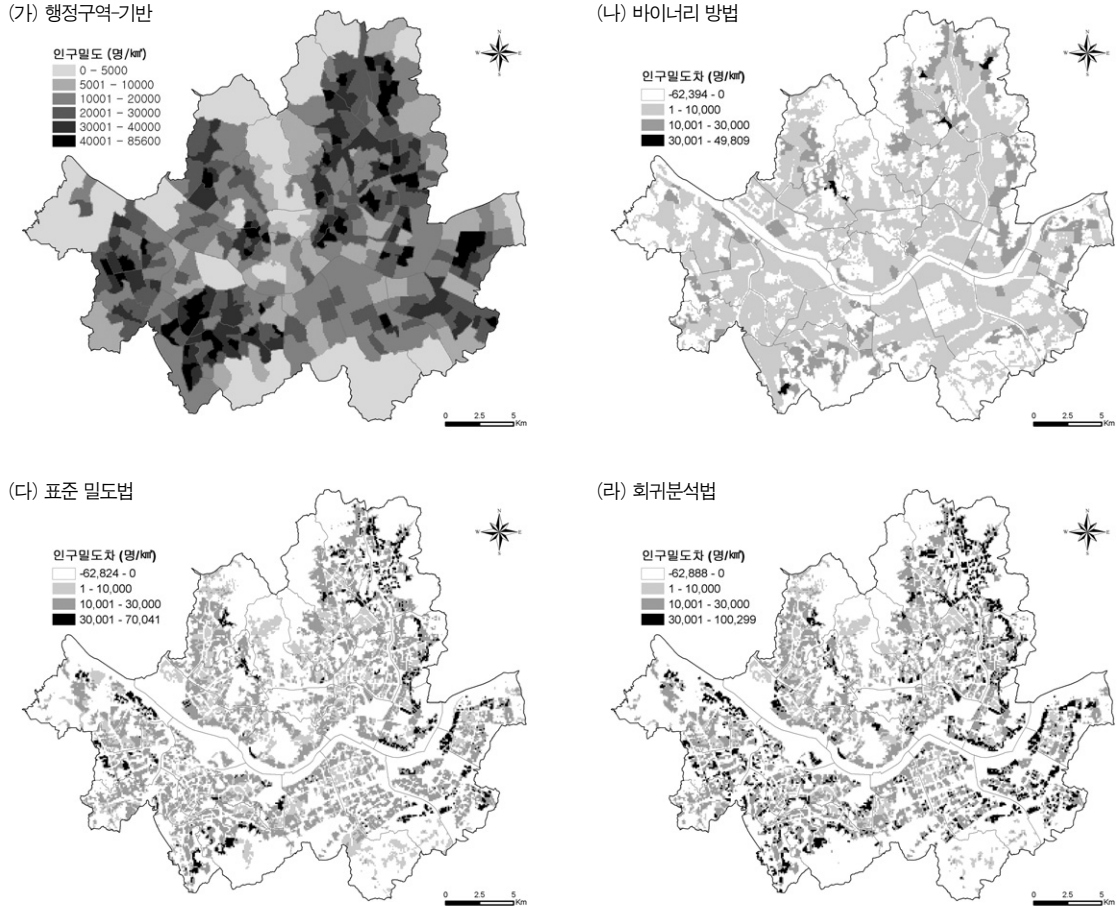 (가) 행정구역-기반
인구밀도 (명/㎢)
0 - 5000
5001 - 10000
10001 - 20000
20001 - 30000
30001 - 40000
40001 - 85600
N
W
E
S
0 2.5 5
Km
(나) 바이너리 방법
인구밀도차 (명/㎢)
-62,394 - 0
1 - 10,000
10,001 - 30,000
30,001 - 49,809
N
W
E
S
0 2.5 5
Km
(다) 표준 밀도법
인구밀도차 (명/㎢)
-62,824 - 0
1 - 10,000
10,001 - 30,000
30,001 - 70,041
N
W
E
S
0 2.5 5
Km
(라) 회귀분석법
인구밀도차 (명/㎢)
-62,888 - 0
1 - 10,000
10,001 - 30,000
30,001 - 100,299
N
W
E
S
0 2.5 5
Km